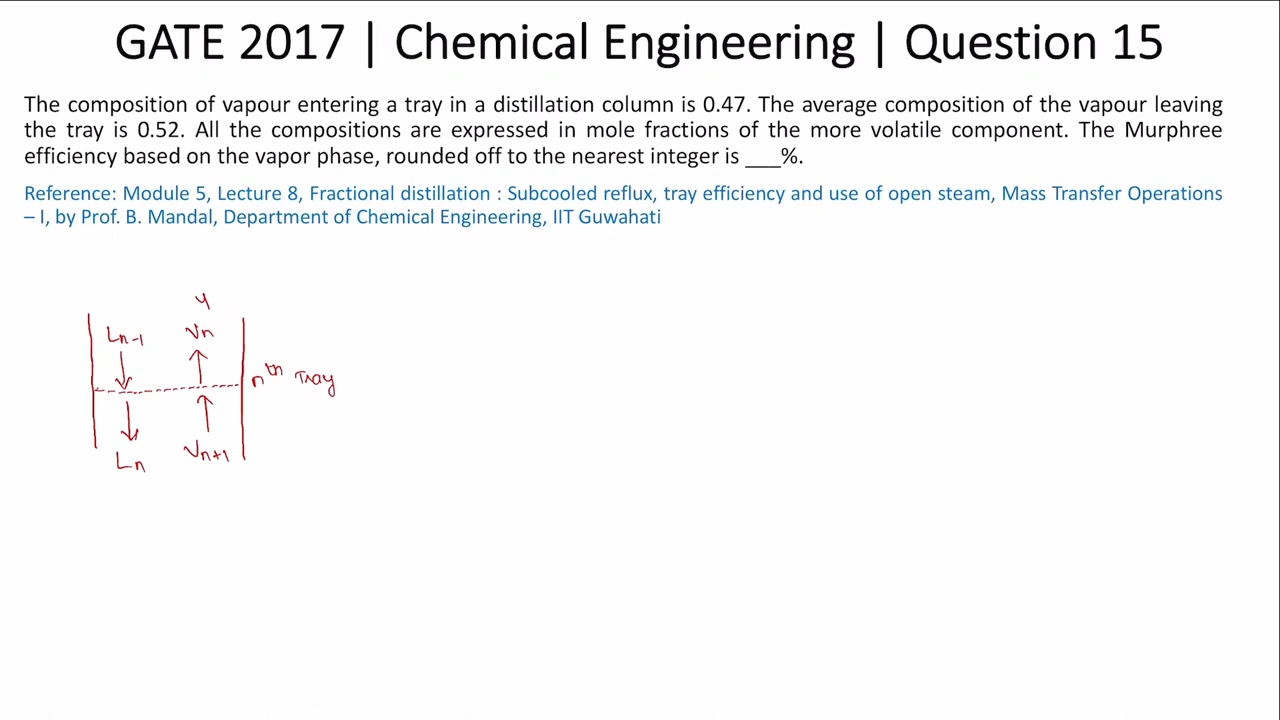 GATE 2017 | Chemical Engineering | Question 15
The composition of vapour entering a tray in a distillation column is 0.47. The average composition of the vapour leaving
the tray is 0.52. All the compositions are expressed in mole fractions of the more volatile component. The Murphree
efficiency based on the vapor phase, rounded off to the nearest integer is ___%.
Reference: Module 5, Lecture 8, Fractional distillation : Subcooled reflux, tray efficiency and use of open steam, Mass Transfer Operations
– I, by Prof. B. Mandal, Department of Chemical Engineering, IIT Guwahati
Ln-1 Vn
nth Tray
Ln Vn+1